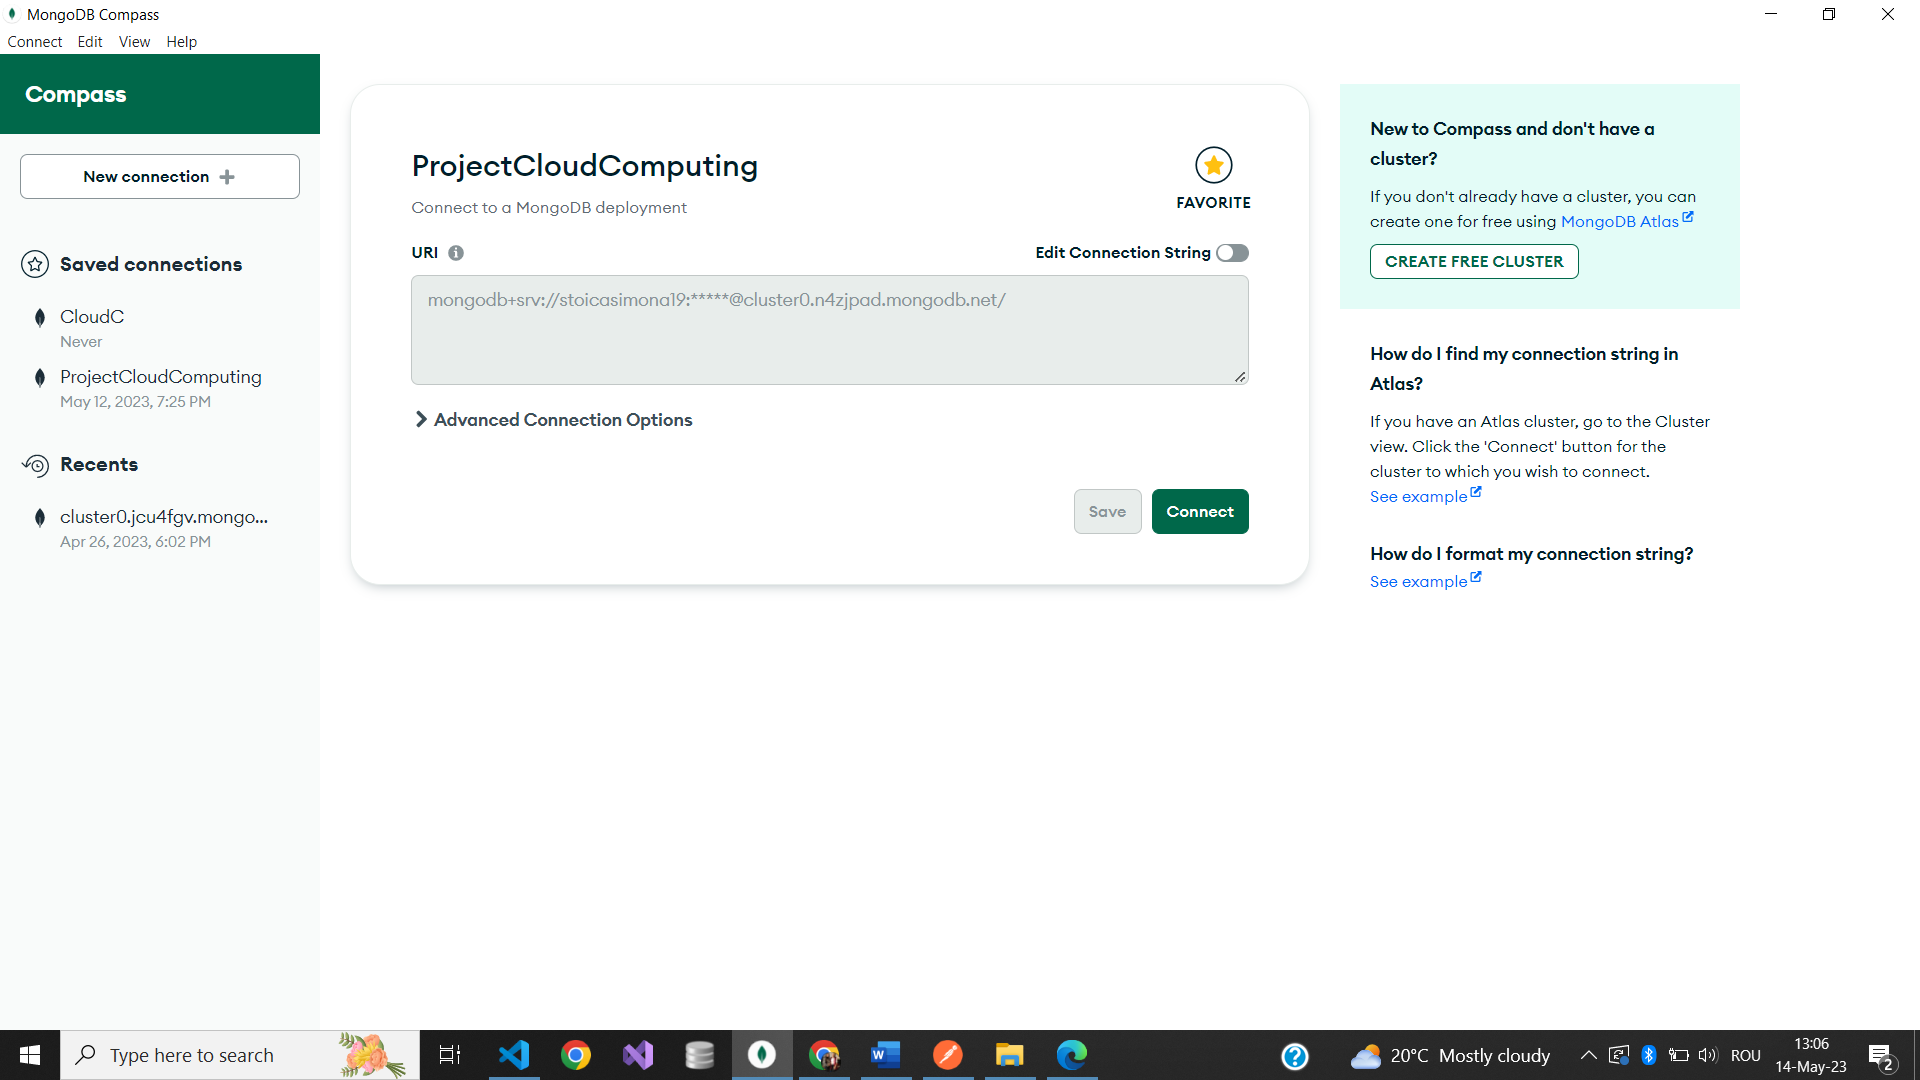 MongoDB Compass
Connect Edit View Help
Compass
New connection
Saved connections
CloudC
Never
ProjectCloudComputing
May 12, 2023, 7:25 PM
Recents
cluster0.jcu4fgv.mongo...
Apr 26, 2023, 6:02 PM
ProjectCloudComputing
Connect to a MongoDB deployment
FAVORITE
URI
Edit Connection String
mongodb+srv://stoicasimona19:*****@cluster0.n4zjpad.mongodb.net/
Advanced Connection Options
Save
Connect
New to Compass and don't have a
cluster?
If you don't already have a cluster, you can
create one for free using MongoDB Atlas
CREATE FREE CLUSTER
How do I find my connection string in
Atlas?
If you have an Atlas cluster, go to the Cluster
view. Click the 'Connect' button for the
cluster to which you wish to connect.
See example
How do I format my connection string?
See example
Type here to search
20°C Mostly cloudy
ROU
13:06
14-May-23
2